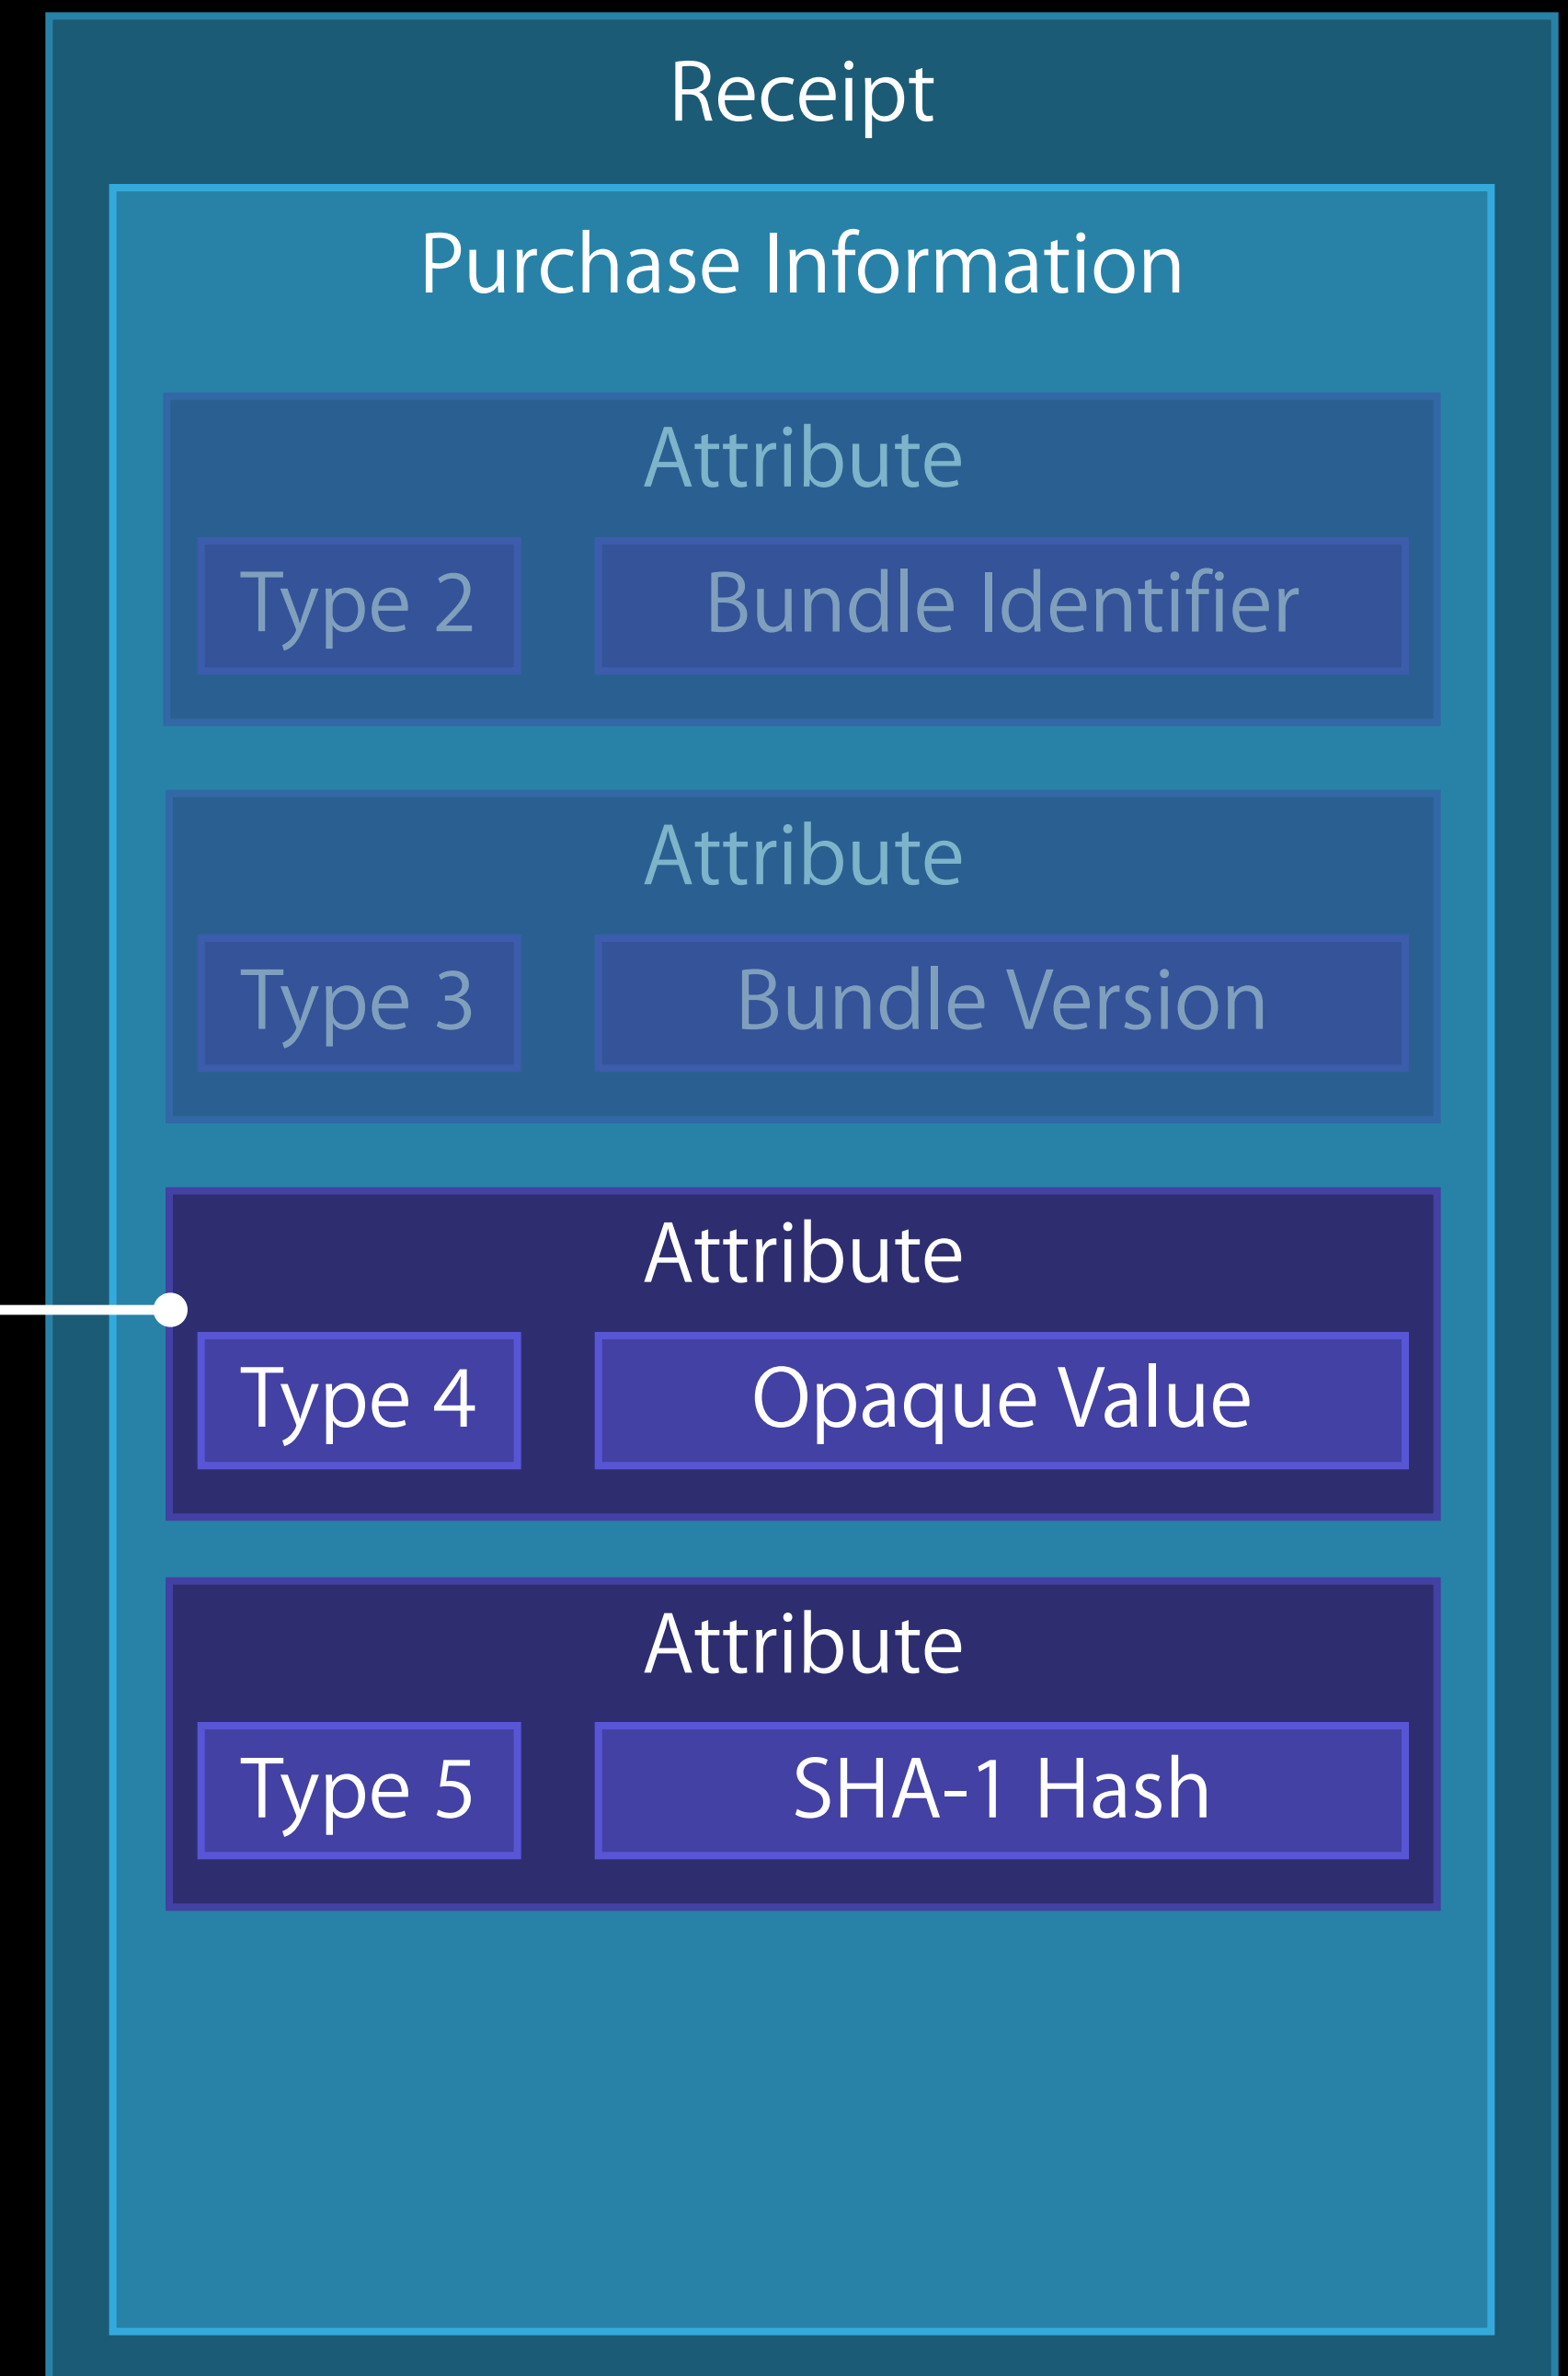 Receipt
Purchase Information
Attribute
Type 2 Bundle Identifier
Attribute
Type 3 Bundle Version
Attribute
Type 4 Opaque Value
Attribute
Type 5 SHA-1 Hash